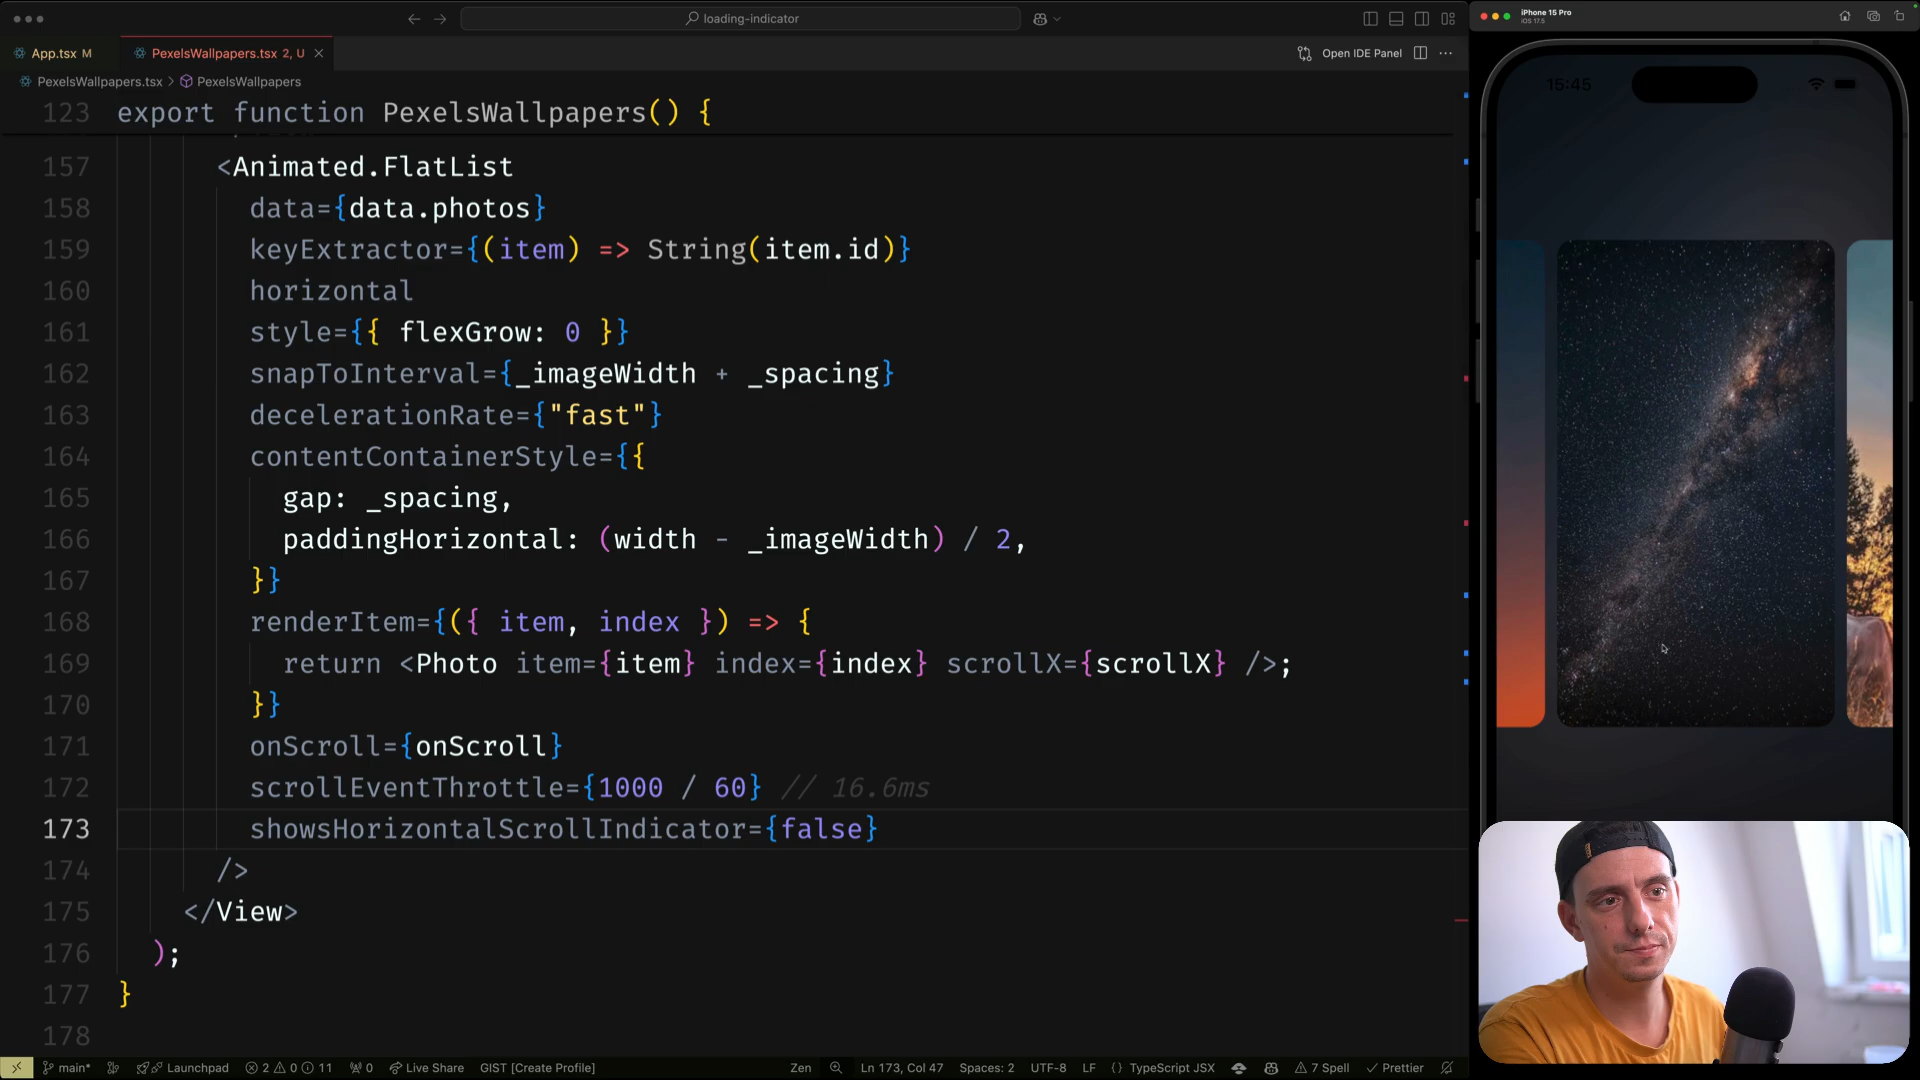 loading-indicator
iPhone 15 Pro
iOS 17.5
App.tsx M
PexelsWallpapers.tsx 2, U
Open IDE Panel
PexelsWallpapers.tsx > PexelsWallpapers
15:45
123 export function PexelsWallpapers() {
157 <Animated.FlatList
158 data={data.photos}
159 keyExtractor={(item) => String(item.id)}
160 horizontal
161 style={{ flexGrow: 0 }}
162 snapToInterval={_imageWidth + _spacing}
163 decelerationRate={"fast"}
164 contentContainerStyle={{
165 gap: _spacing,
166 paddingHorizontal: (width - _imageWidth) / 2,
167 }}
168 renderItem={({ item, index }) => {
169 return <Photo item={item} index={index} scrollX={scrollX} />;
170 }}
171 onScroll={onScroll}
172 scrollEventThrottle={1000 / 60} // 16.6ms
173 showsHorizontalScrollIndicator={false}
174 />
175 </View>
176 );
177 }
178
main* Launchpad 2 0 11 0 Live Share GIST [Create Profile] Zen Ln 173, Col 47 Spaces: 2 UTF-8 LF {} TypeScript JSX 7 Spell Prettier